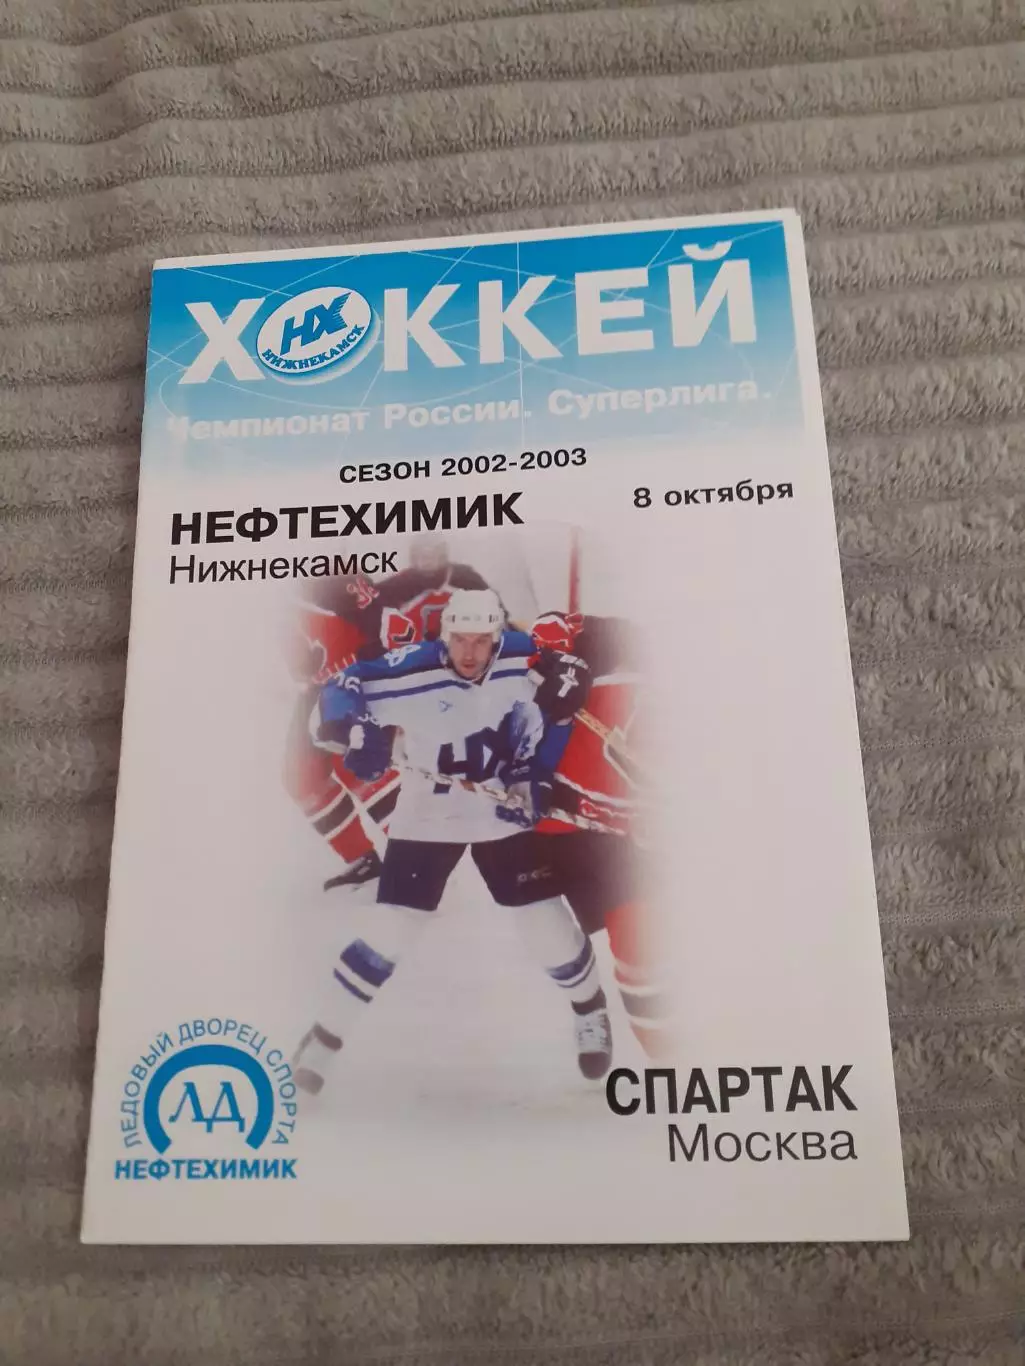 ХОККЕЙ
НХ
НИЖНЕКАМСК
Чемпионат России. Суперлига.
СЕЗОН 2002-2003
НЕФТЕХИМИК
8 октября
Нижнекамск
НХ
ЛЕДОВЫЙ ДВОРЕЦ СПОРТА
ЛД
НЕФТЕХИМИК
СПАРТАК
Москва